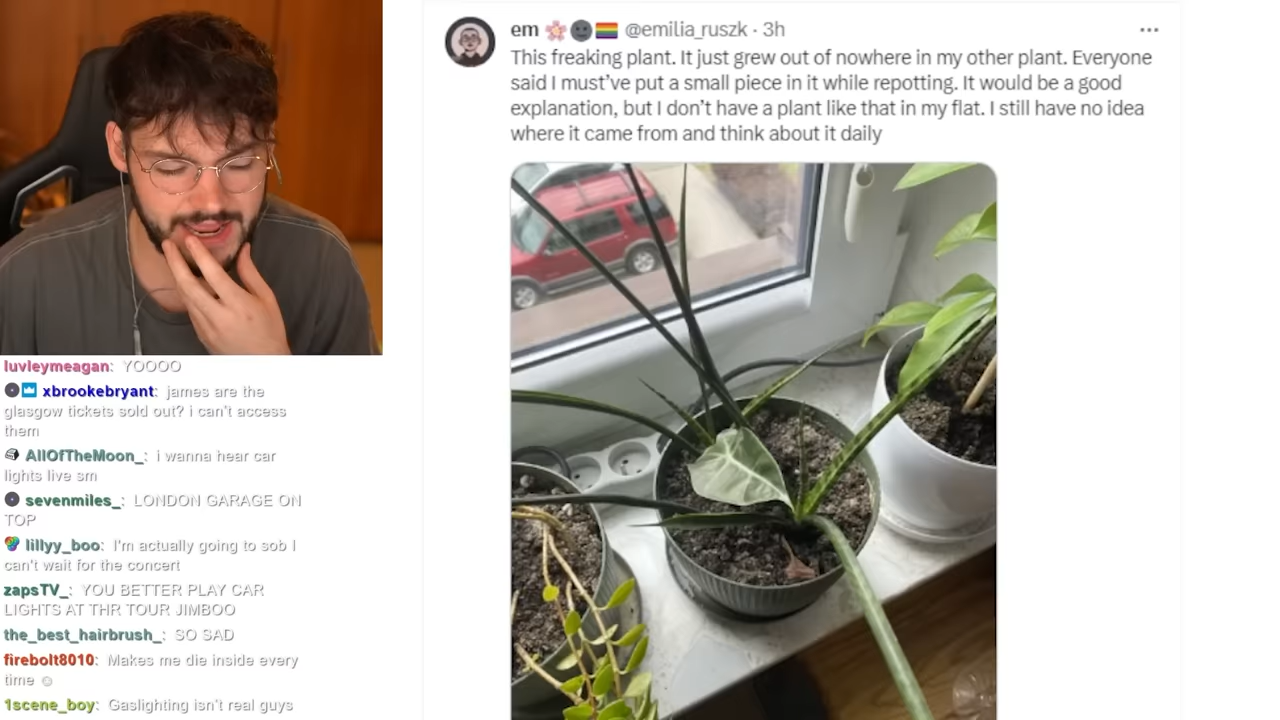 em @emilia_ruszk · 3h
This freaking plant. It just grew out of nowhere in my other plant. Everyone
said I must've put a small piece in it while repotting. It would be a good
explanation, but I don't have a plant like that in my flat. I still have no idea
where it came from and think about it daily
luvleymeagan: YOOOO
xbrookebryant: james are the
glasgow tickets sold out? i can't access
them
AllOfTheMoon_: i wanna hear car
lights live sm
sevenmiles_: LONDON GARAGE ON
TOP
lillyy_boo: I'm actually going to sob I
can't wait for the concert
zapsTV_: YOU BETTER PLAY CAR
LIGHTS AT THR TOUR JIMBOO
the_best_hairbrush_: SO SAD
firebolt8010: Makes me die inside every
time
1scene_boy: Gaslighting isn't real guys